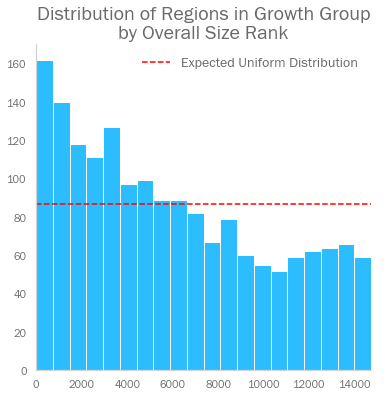 Distribution of Regions in Growth Group
by Overall Size Rank
Expected Uniform Distribution
160
140
120
100
80
60
40
20
0
0 2000 4000 6000 8000 10000 12000 14000